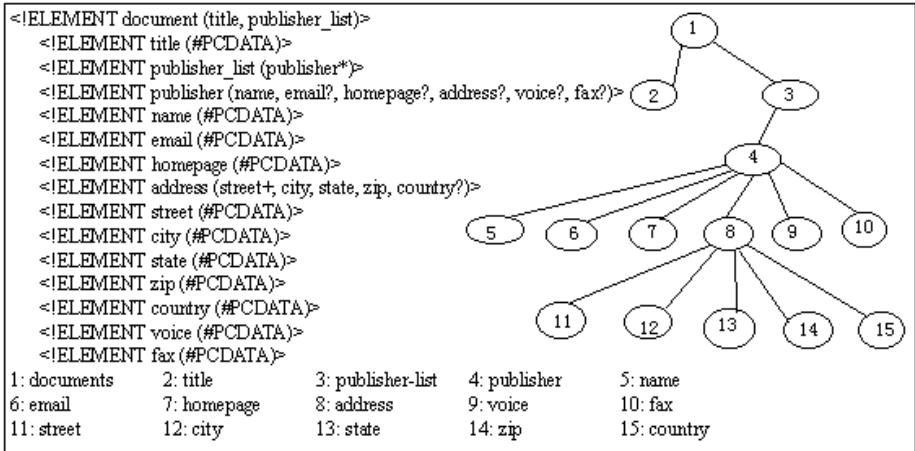 <!ELEMENT document (title, publisher_list)>
<!ELEMENT title (#PCDATA)>
<!ELEMENT publisher_list (publisher*)>
<!ELEMENT publisher (name, email?, homepage?, address?, voice?, fax?)>
<!ELEMENT name (#PCDATA)>
<!ELEMENT email (#PCDATA)>
<!ELEMENT homepage (#PCDATA)>
<!ELEMENT address (street+, city, state, zip, country?)>
<!ELEMENT street (#PCDATA)>
<!ELEMENT city (#PCDATA)>
<!ELEMENT state (#PCDATA)>
<!ELEMENT zip (#PCDATA)>
<!ELEMENT country (#PCDATA)>
<!ELEMENT voice (#PCDATA)>
<!ELEMENT fax (#PCDATA)>
1
2 3
4
5 6 7 8 9 10
11 12 13 14 15
1: documents 2: title 3: publisher-list 4: publisher 5: name
6: email 7: homepage 8: address 9: voice 10: fax
11: street 12: city 13: state 14: zip 15: country